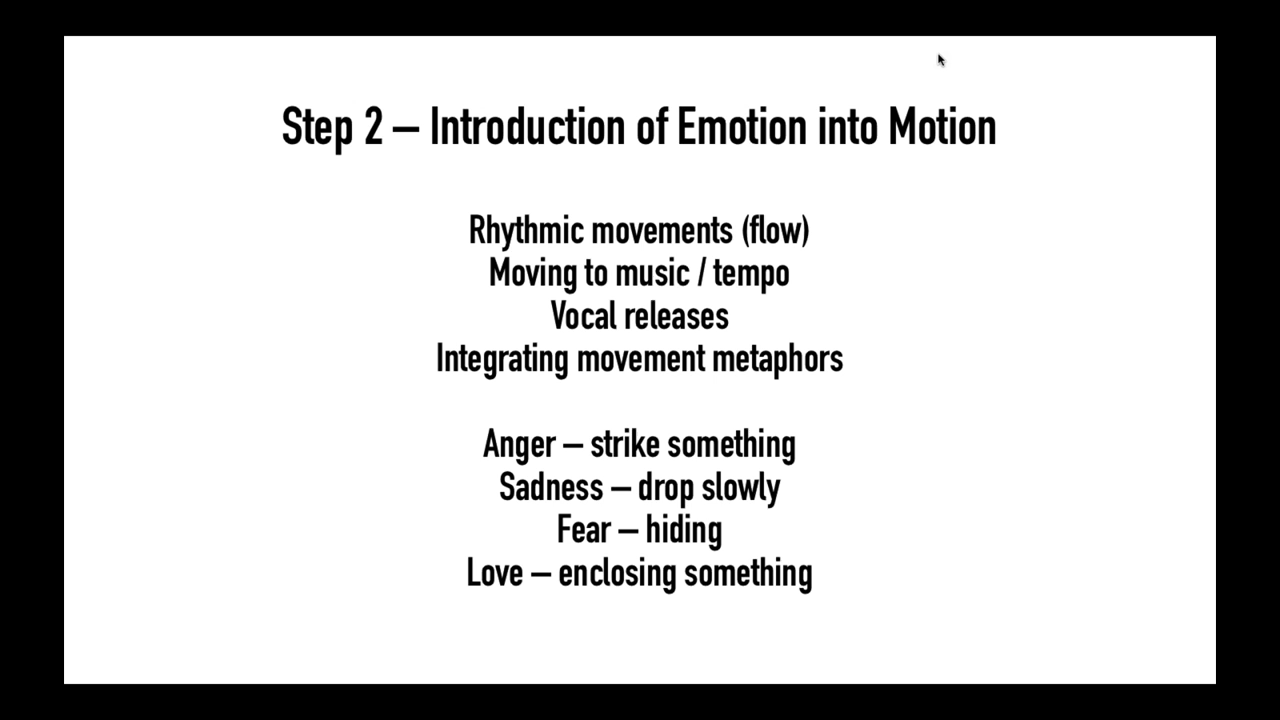 Step 2 – Introduction of Emotion into Motion
Rhythmic movements (flow)
Moving to music / tempo
Vocal releases
Integrating movement metaphors
Anger – strike something
Sadness – drop slowly
Fear – hiding
Love – enclosing something